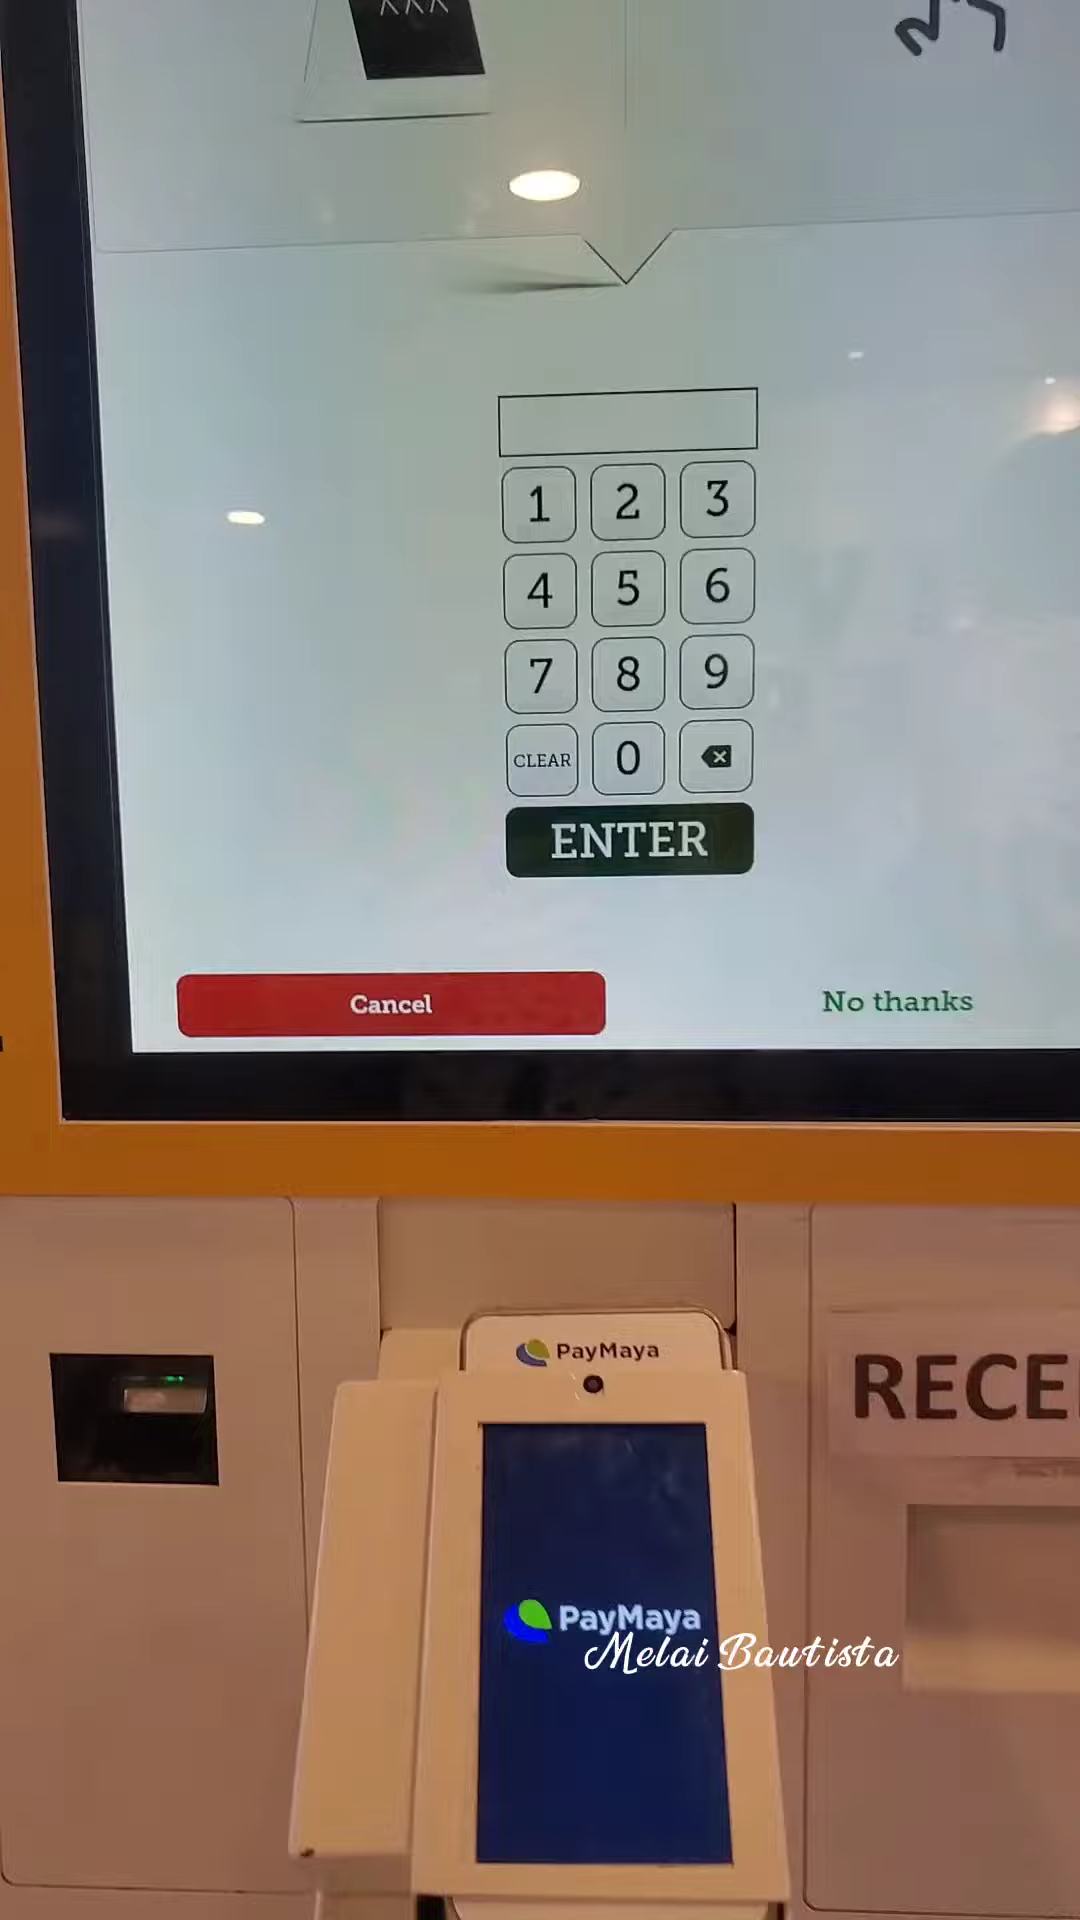 1 2 3
4 5 6
7 8 9
CLEAR 0
ENTER
Cancel No thanks
PayMaya
RECE
PayMaya
Melai Bautista